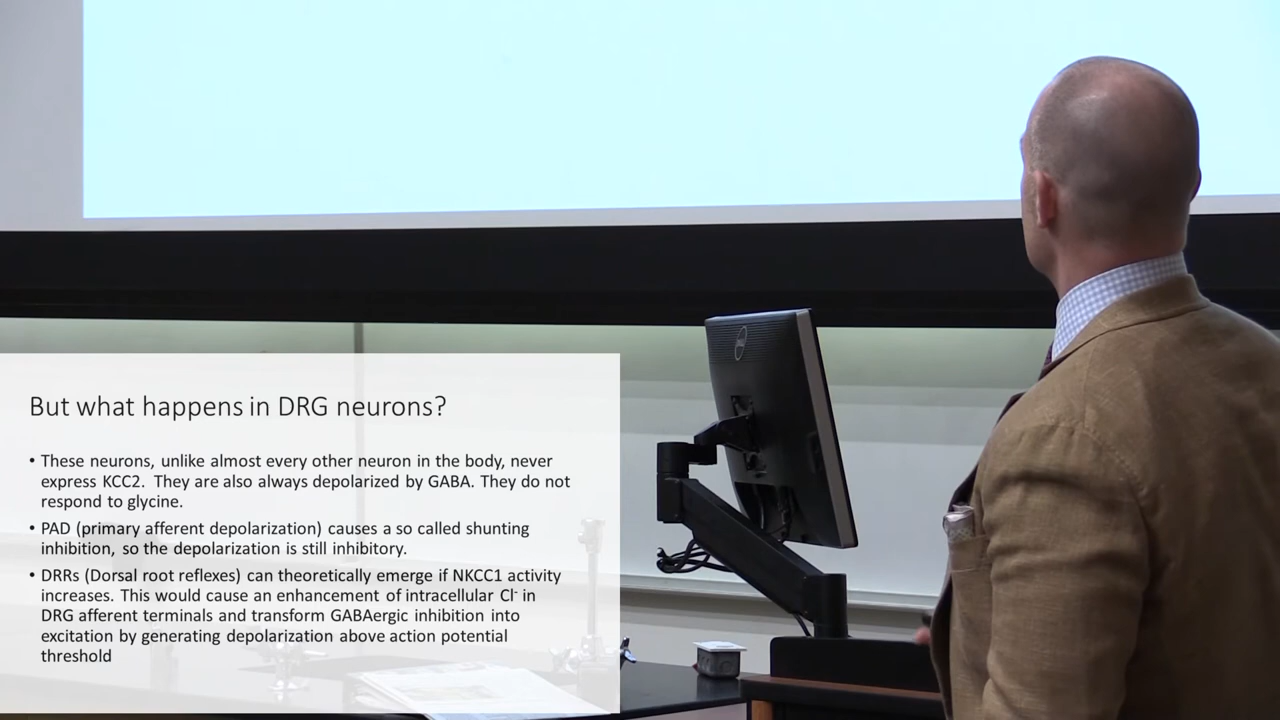 But what happens in DRG neurons?
• These neurons, unlike almost every other neuron in the body, never
express KCC2.  They are also always depolarized by GABA. They do not
respond to glycine.
• PAD (primary afferent depolarization) causes a so called shunting
inhibition, so the depolarization is still inhibitory.
• DRRs (Dorsal root reflexes) can theoretically emerge if NKCC1 activity
increases. This would cause an enhancement of intracellular Cl- in
DRG afferent terminals and transform GABAergic inhibition into
excitation by generating depolarization above action potential
threshold